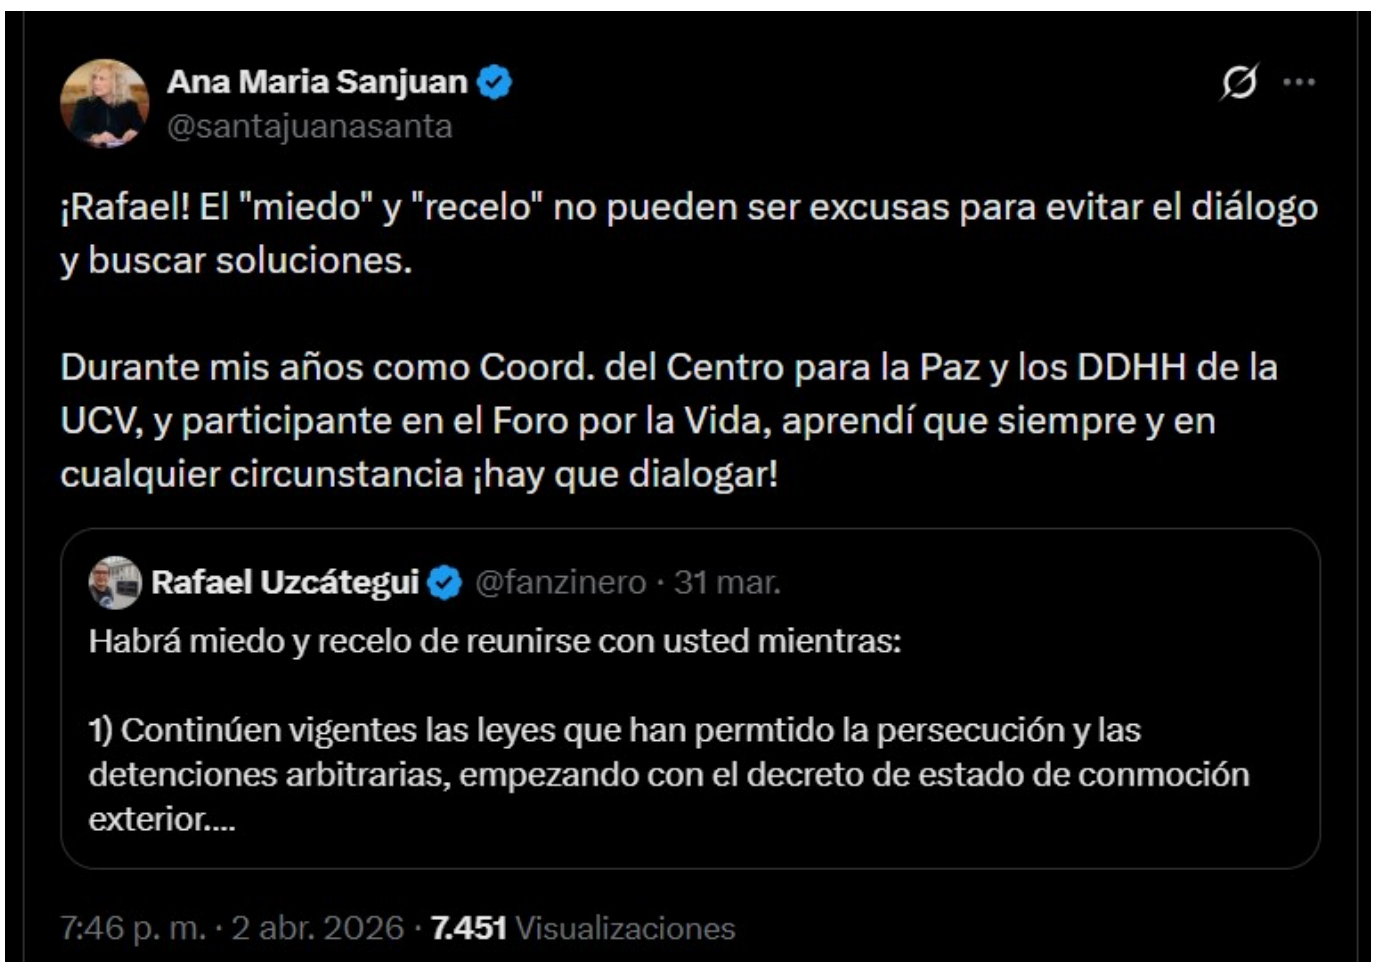 Ana Maria Sanjuan
@santajuanasanta
¡Rafael! El "miedo" y "recelo" no pueden ser excusas para evitar el diálogo
y buscar soluciones.
Durante mis años como Coord. del Centro para la Paz y los DDHH de la
UCV, y participante en el Foro por la Vida, aprendí que siempre y en
cualquier circunstancia ¡hay que dialogar!
Rafael Uzcátegui @fanzinero · 31 mar.
Habrá miedo y recelo de reunirse con usted mientras:
1) Continúen vigentes las leyes que han permtido la persecución y las
detenciones arbitrarias, empezando con el decreto de estado de conmoción
exterior....
7:46 p. m. · 2 abr. 2026 · 7.451 Visualizaciones